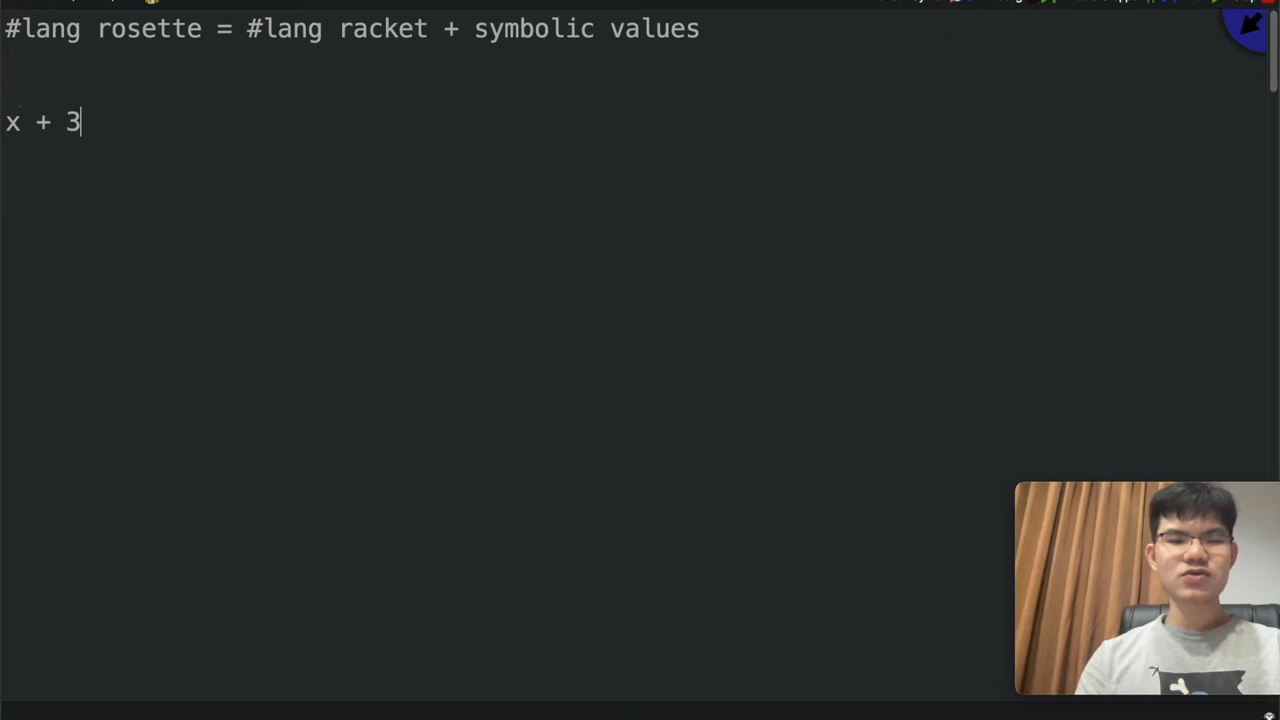 #lang rosette = #lang racket + symbolic values
x + 3